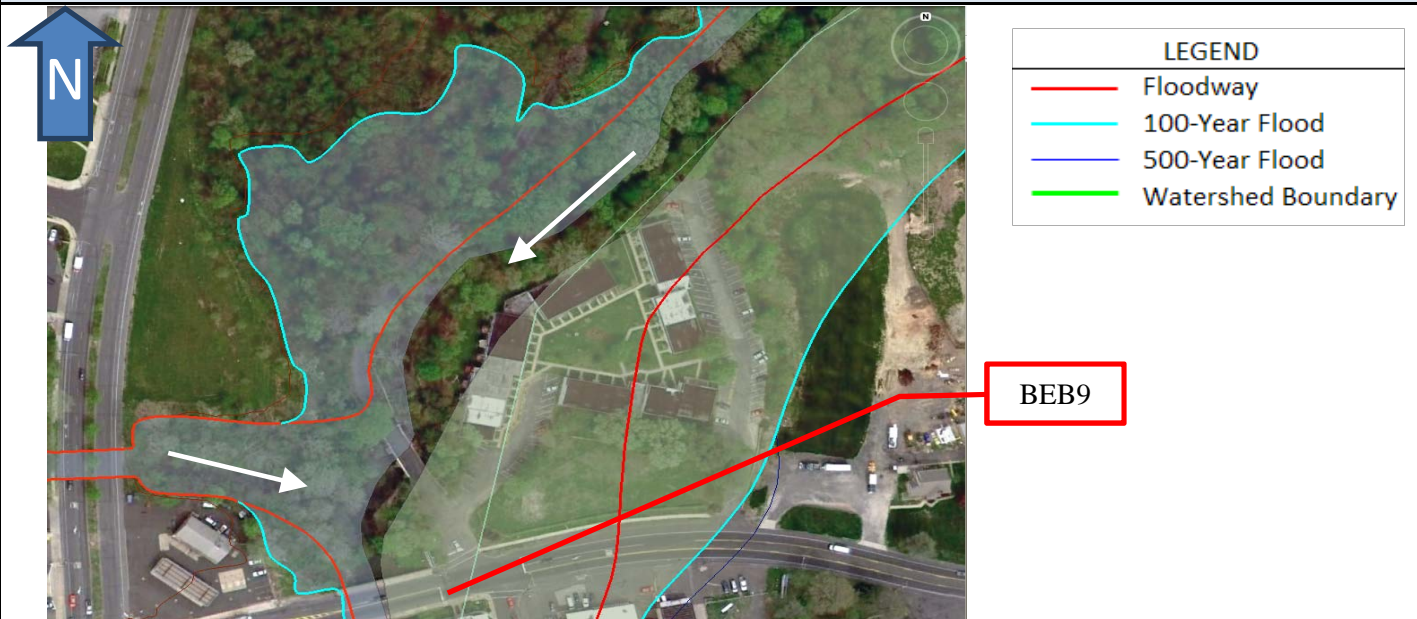 N
N
LEGEND
Floodway
100-Year Flood
500-Year Flood
Watershed Boundary
BEB9